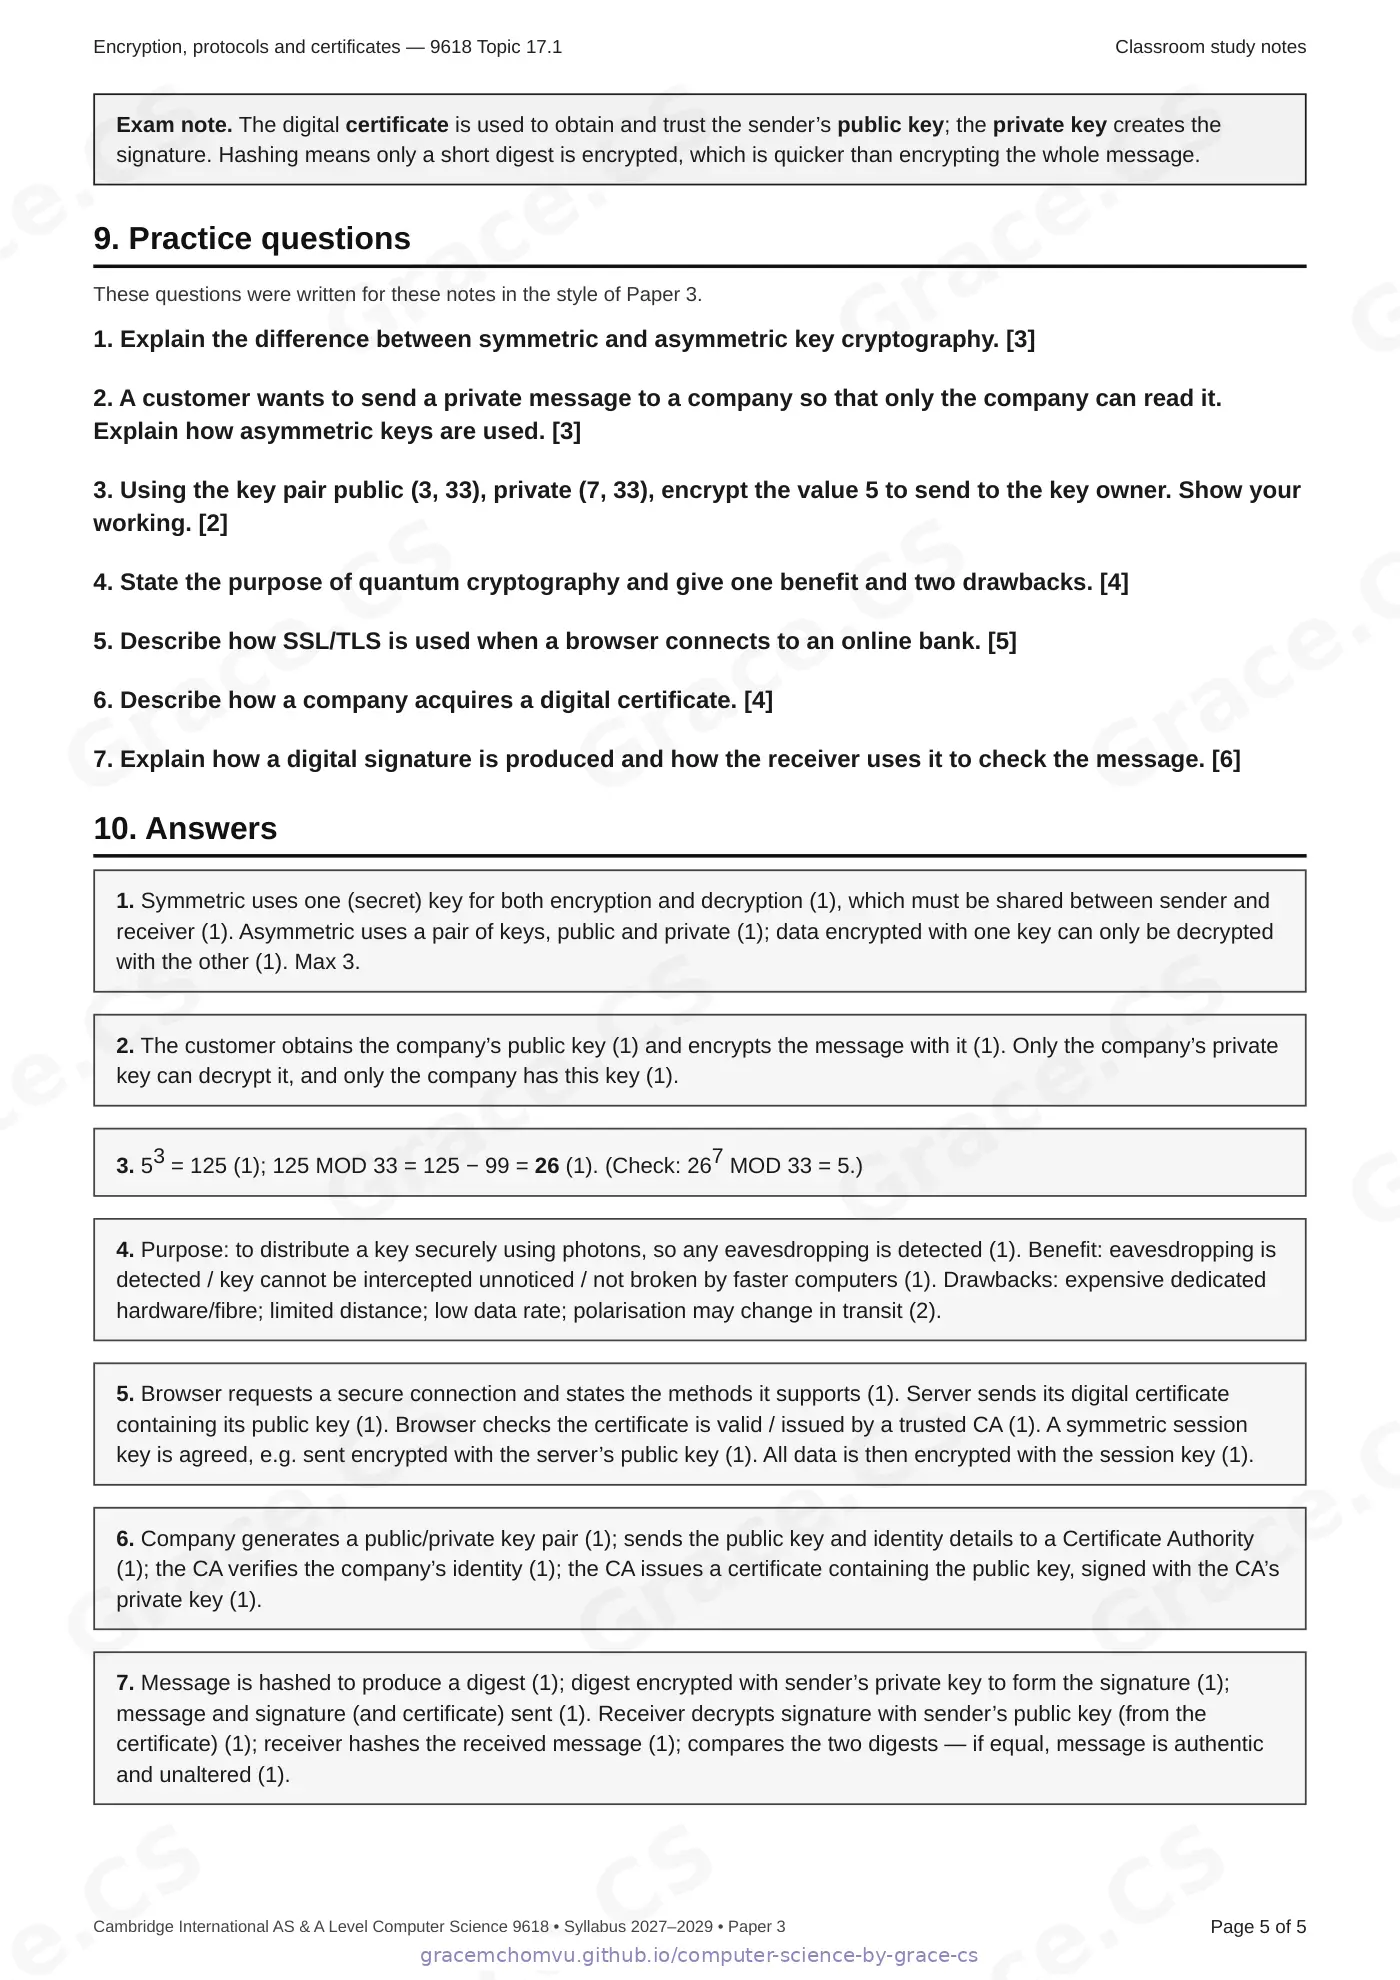 Encryption, protocols and certificates — 9618 Topic 17.1 Classroom study notes
Exam note. The digital certificate is used to obtain and trust the sender’s public key; the private key creates the
signature. Hashing means only a short digest is encrypted, which is quicker than encrypting the whole message.
9. Practice questions
These questions were written for these notes in the style of Paper 3.
1. Explain the difference between symmetric and asymmetric key cryptography. [3]
2. A customer wants to send a private message to a company so that only the company can read it.
Explain how asymmetric keys are used. [3]
3. Using the key pair public (3, 33), private (7, 33), encrypt the value 5 to send to the key owner. Show your
working. [2]
4. State the purpose of quantum cryptography and give one benefit and two drawbacks. [4]
5. Describe how SSL/TLS is used when a browser connects to an online bank. [5]
6. Describe how a company acquires a digital certificate. [4]
7. Explain how a digital signature is produced and how the receiver uses it to check the message. [6]
10. Answers
1. Symmetric uses one (secret) key for both encryption and decryption (1), which must be shared between sender and
receiver (1). Asymmetric uses a pair of keys, public and private (1); data encrypted with one key can only be decrypted
with the other (1). Max 3.
2. The customer obtains the company’s public key (1) and encrypts the message with it (1). Only the company’s private
key can decrypt it, and only the company has this key (1).
3. 5³ = 125 (1); 125 MOD 33 = 125 − 99 = 26 (1). (Check: 26⁷ MOD 33 = 5.)
4. Purpose: to distribute a key securely using photons, so any eavesdropping is detected (1). Benefit: eavesdropping is
detected / key cannot be intercepted unnoticed / not broken by faster computers (1). Drawbacks: expensive dedicated
hardware/fibre; limited distance; low data rate; polarisation may change in transit (2).
5. Browser requests a secure connection and states the methods it supports (1). Server sends its digital certificate
containing its public key (1). Browser checks the certificate is valid / issued by a trusted CA (1). A symmetric session
key is agreed, e.g. sent encrypted with the server’s public key (1). All data is then encrypted with the session key (1).
6. Company generates a public/private key pair (1); sends the public key and identity details to a Certificate Authority
(1); the CA verifies the company’s identity (1); the CA issues a certificate containing the public key, signed with the CA’s
private key (1).
7. Message is hashed to produce a digest (1); digest encrypted with sender’s private key to form the signature (1);
message and signature (and certificate) sent (1). Receiver decrypts signature with sender’s public key (from the
certificate) (1); receiver hashes the received message (1); compares the two digests — if equal, message is authentic
and unaltered (1).
Cambridge International AS & A Level Computer Science 9618 • Syllabus 2027–2029 • Paper 3 Page 5 of 5
gracemchomvu.github.io/computer-science-by-grace-cs
Grace.CS